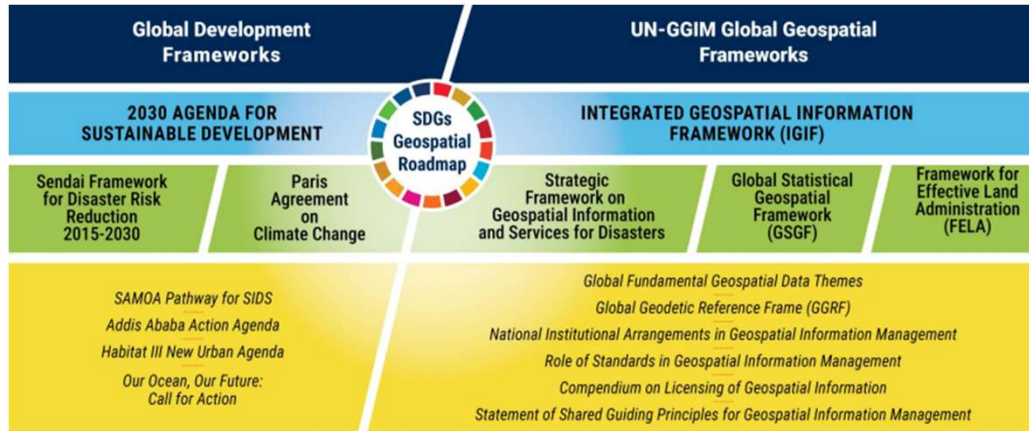 Global Development
Frameworks
UN-GGIM Global Geospatial
Frameworks
2030 AGENDA FOR
SUSTAINABLE DEVELOPMENT
SDGs
Geospatial
Roadmap
INTEGRATED GEOSPATIAL INFORMATION
FRAMEWORK (IGIF)
Sendai Framework
for Disaster Risk
Reduction
2015-2030
Paris
Agreement
on
Climate Change
Strategic
Framework on
Geospatial Information
and Services for Disasters
Global Statistical
Geospatial
Framework
(GSGF)
Framework for
Effective Land
Administration
(FELA)
SAMOA Pathway for SIDS
Addis Ababa Action Agenda
Habitat III New Urban Agenda
Our Ocean, Our Future:
Call for Action
Global Fundamental Geospatial Data Themes
Global Geodetic Reference Frame (GGRF)
National Institutional Arrangements in Geospatial Information Management
Role of Standards in Geospatial Information Management
Compendium on Licensing of Geospatial Information
Statement of Shared Guiding Principles for Geospatial Information Management